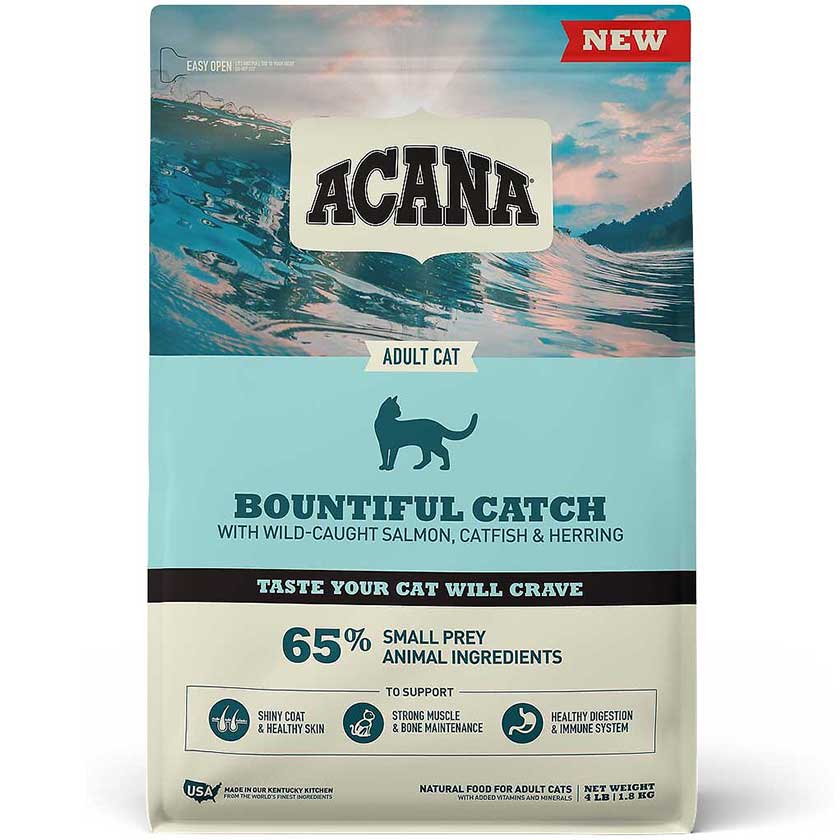 NEW
EASY OPEN
ACANA
ADULT CAT
BOUNTIFUL CATCH
WITH WILD-CAUGHT SALMON, CATFISH & HERRING
TASTE YOUR CAT WILL CRAVE
65% SMALL PREY
ANIMAL INGREDIENTS
TO SUPPORT
SHINY COAT
& HEALTHY SKIN
STRONG MUSCLE
& BONE MAINTENANCE
HEALTHY DIGESTION
& IMMUNE SYSTEM
USA
MADE IN OUR KENTUCKY KITCHEN
FROM THE WORLD'S FINEST INGREDIENTS
NATURAL FOOD FOR ADULT CATS
WITH ADDED VITAMINS AND MINERALS
NET WEIGHT
4 LB | 1.8 KG